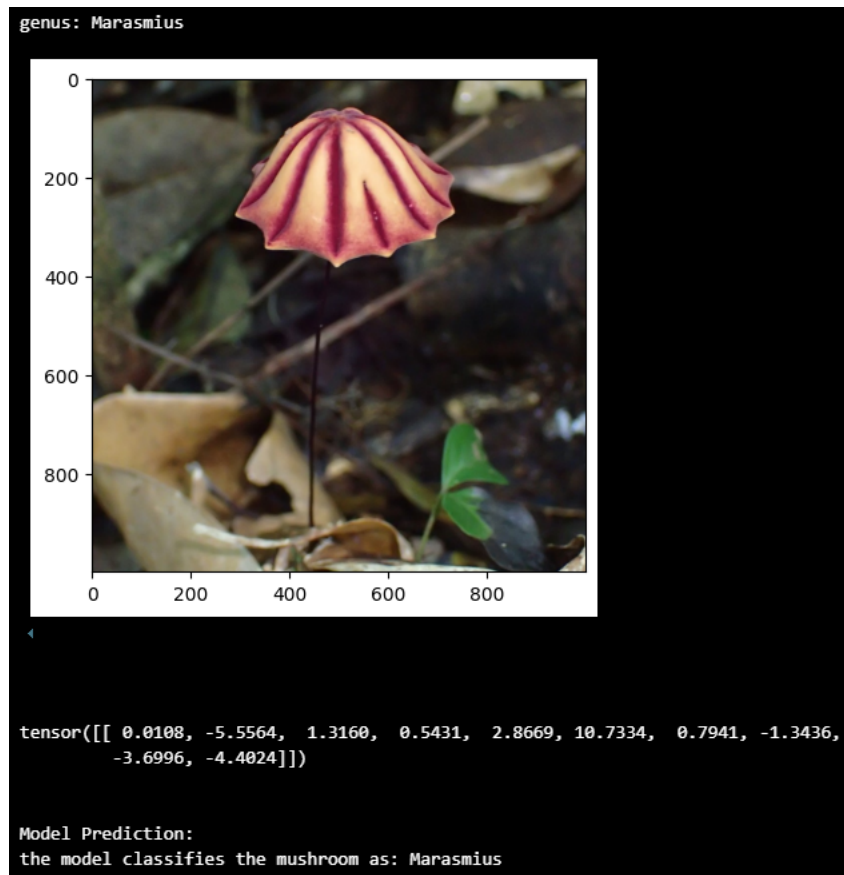 genus: Marasmius
0
200
400
600
800
0 200 400 600 800
tensor([[ 0.0108, -5.5564, 1.3160, 0.5431, 2.8669, 10.7334, 0.7941, -1.3436,
-3.6996, -4.4024]])
Model Prediction:
the model classifies the mushroom as: Marasmius